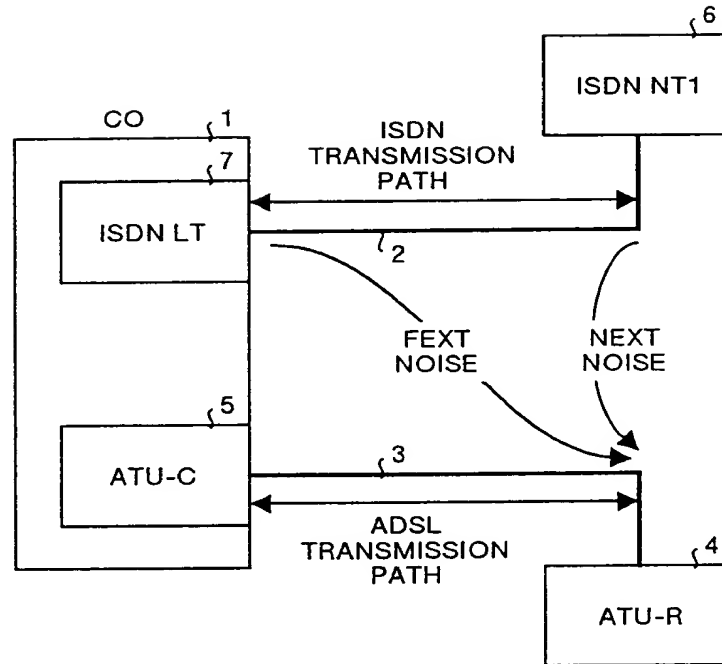 6
ISDN NT1
CO
1
ISDN
TRANSMISSION
PATH
7
ISDN LT
2
FEXT
NOISE
NEXT
NOISE
5
ATU-C
3
ADSL
TRANSMISSION
PATH
4
ATU-R